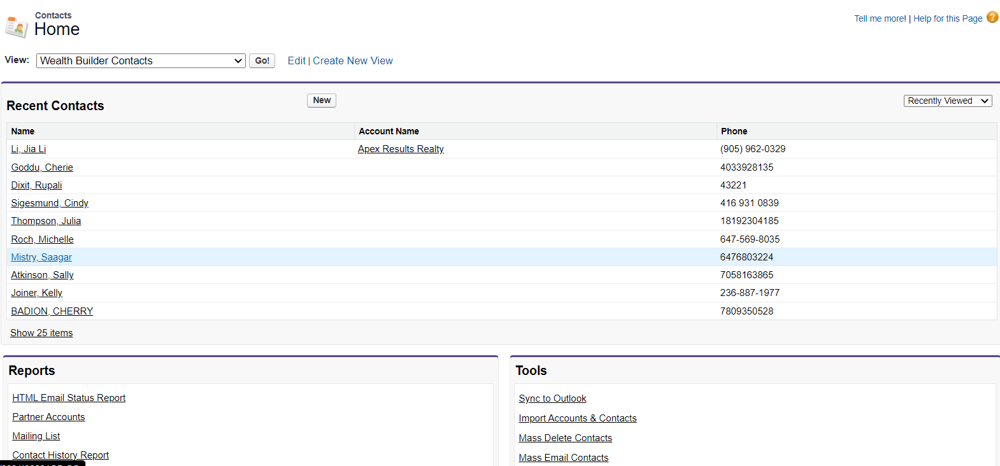 Contacts
Home
Tell me more! | Help for this Page ?
View: Wealth Builder Contacts Go! Edit | Create New View
Recent Contacts New Recently Viewed
Name Account Name Phone
Li, Jia Li Apex Results Realty (905) 962-0329
Goddu, Cherie 4033928135
Dixit, Rupali 43221
Sigesmund, Cindy 416 931 0839
Thompson, Julia 18192304185
Roch, Michelle 647-569-8035
Mistry, Saagar 6476803224
Atkinson, Sally 7058163865
Joiner, Kelly 236-887-1977
BADION, CHERRY 7809350528
Show 25 items
Reports
HTML Email Status Report
Partner Accounts
Mailing List
Contact History Report
Tools
Sync to Outlook
Import Accounts & Contacts
Mass Delete Contacts
Mass Email Contacts